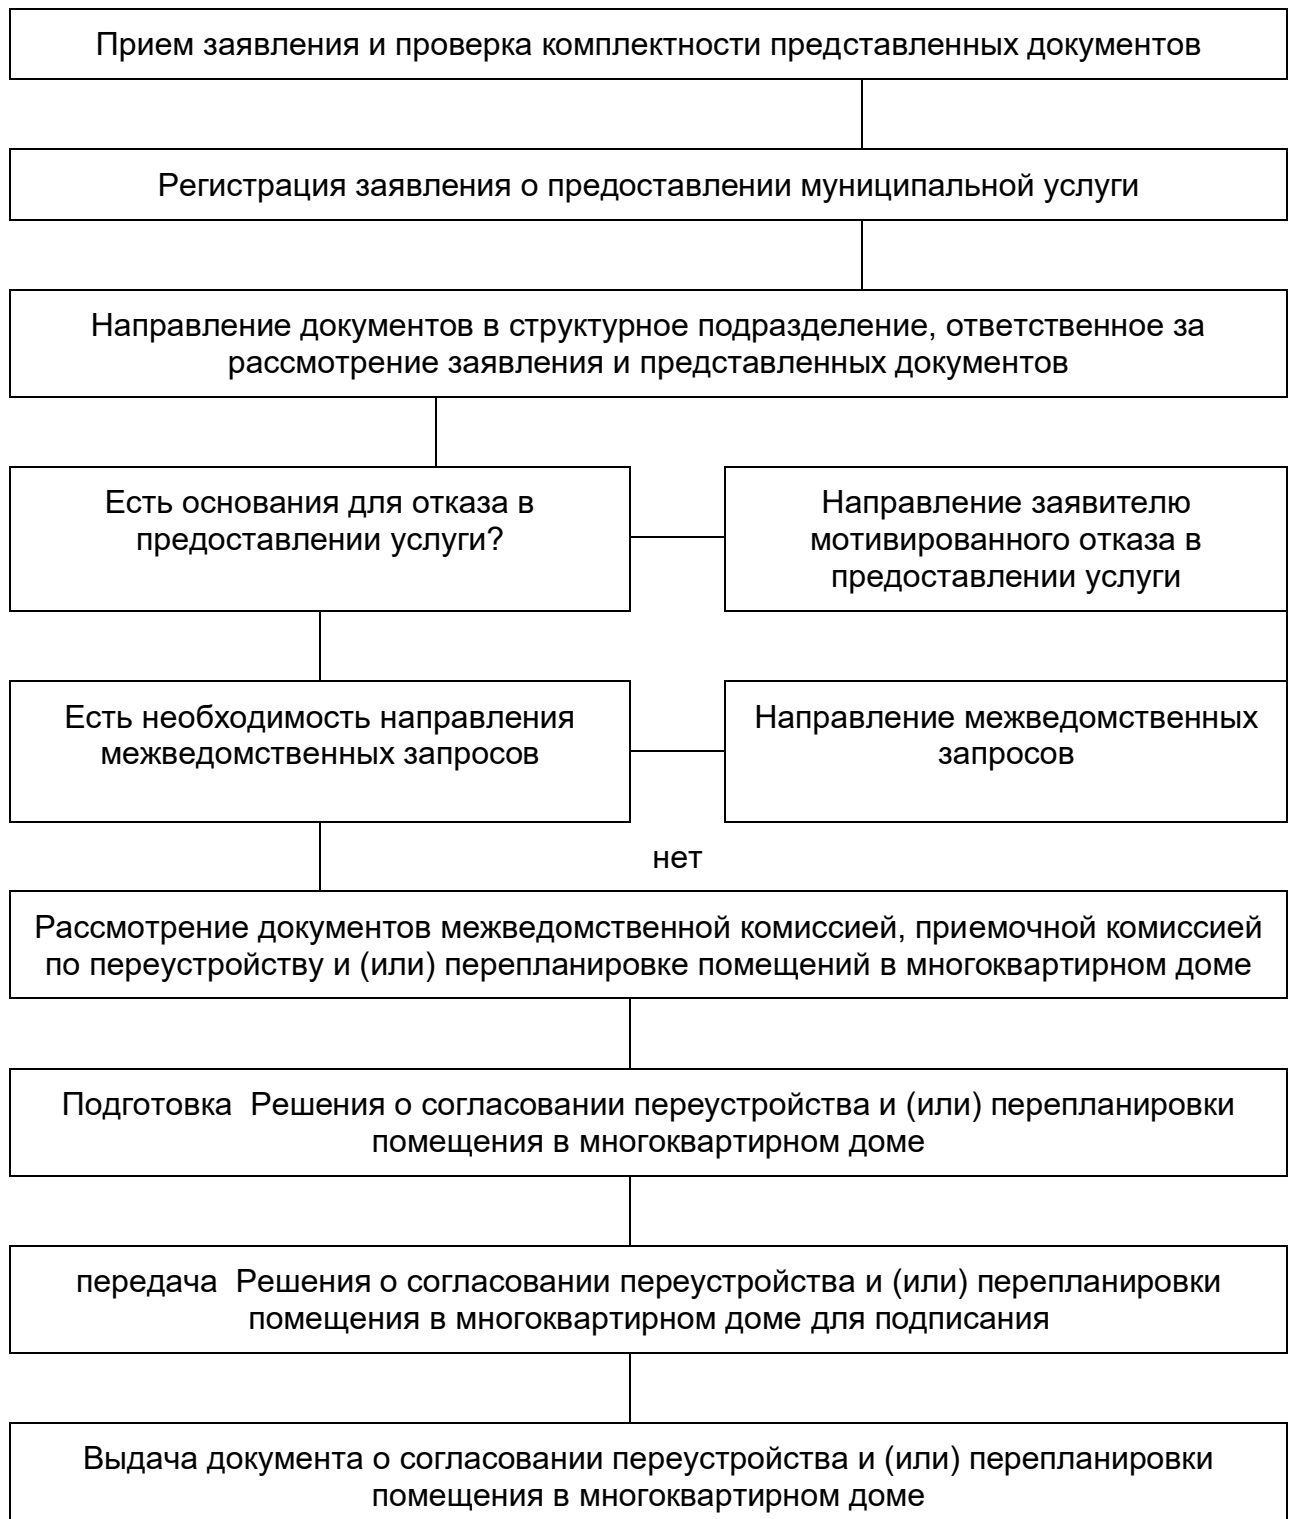 Прием заявления и проверка комплектности представленных документов
Регистрация заявления о предоставлении муниципальной услуги
Направление документов в структурное подразделение, ответственное за
рассмотрение заявления и представленных документов
Есть основания для отказа в
предоставлении услуги?
Направление заявителю
мотивированного отказа в
предоставлении услуги
Есть необходимость направления
межведомственных запросов
Направление межведомственных
запросов
нет
Рассмотрение документов межведомственной комиссией, приемочной комиссией
по переустройству и (или) перепланировке помещений в многоквартирном доме
Подготовка  Решения о согласовании переустройства и (или) перепланировки
помещения в многоквартирном доме
передача  Решения о согласовании переустройства и (или) перепланировки
помещения в многоквартирном доме для подписания
Выдача документа о согласовании переустройства и (или) перепланировки
помещения в многоквартирном доме